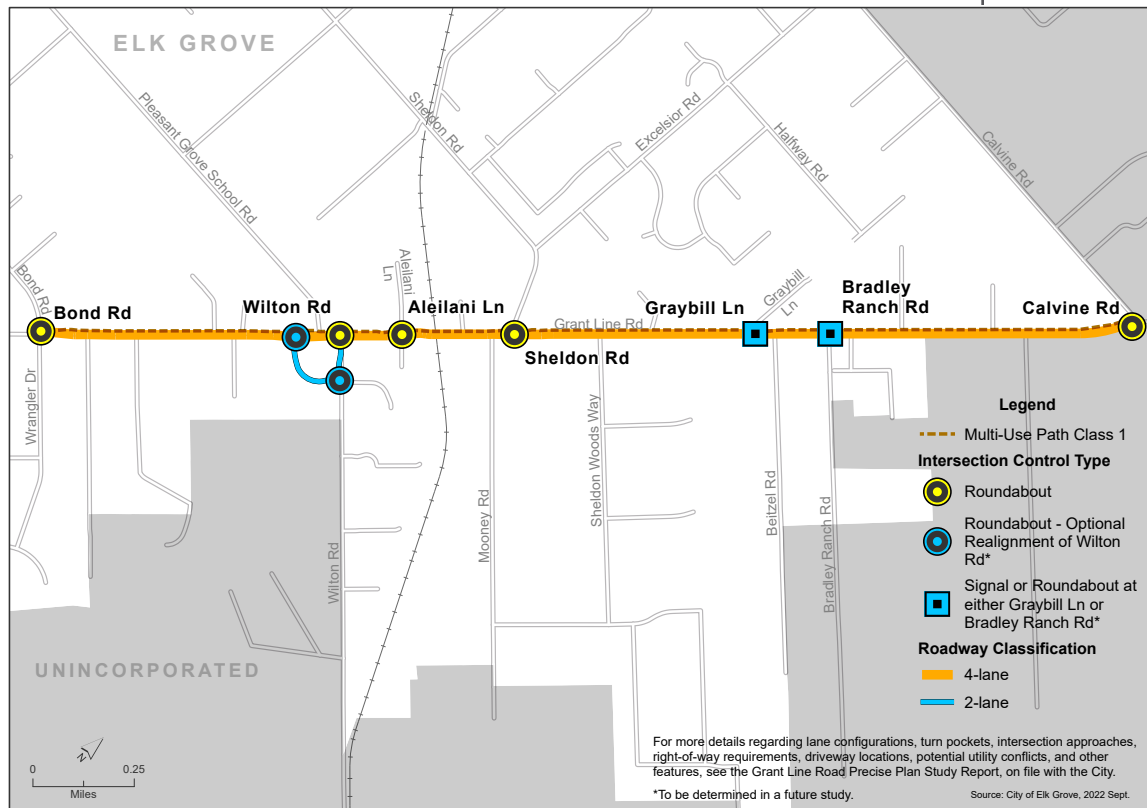 ELK GROVE
Pleasant Grove School Rd
Sheldon Rd
Excelsior Rd
Halfway Rd
Calvine Rd
Bond Rd
Aleilani
Ln
Graybill
Ln
Bond Rd
Wilton Rd
Aleilani Ln
Grant Line Rd
Sheldon Rd
Graybill Ln
Bradley
Ranch Rd
Calvine Rd
Wrangler Dr
Wilton Rd
Mooney Rd
Sheldon Woods Way
Beitzel Rd
Bradley Ranch Rd
Legend
Multi-Use Path Class 1
Intersection Control Type
Roundabout
Roundabout - Optional
Realignment of Wilton
Rd*
Signal or Roundabout at
either Graybill Ln or
Bradley Ranch Rd*
Roadway Classification
4-lane
2-lane
UNINCORPORATED
N
0 0.25
Miles
For more details regarding lane configurations, turn pockets, intersection approaches,
right-of-way requirements, driveway locations, potential utility conflicts, and other
features, see the Grant Line Road Precise Plan Study Report, on file with the City.
*To be determined in a future study.
Source: City of Elk Grove, 2022 Sept.